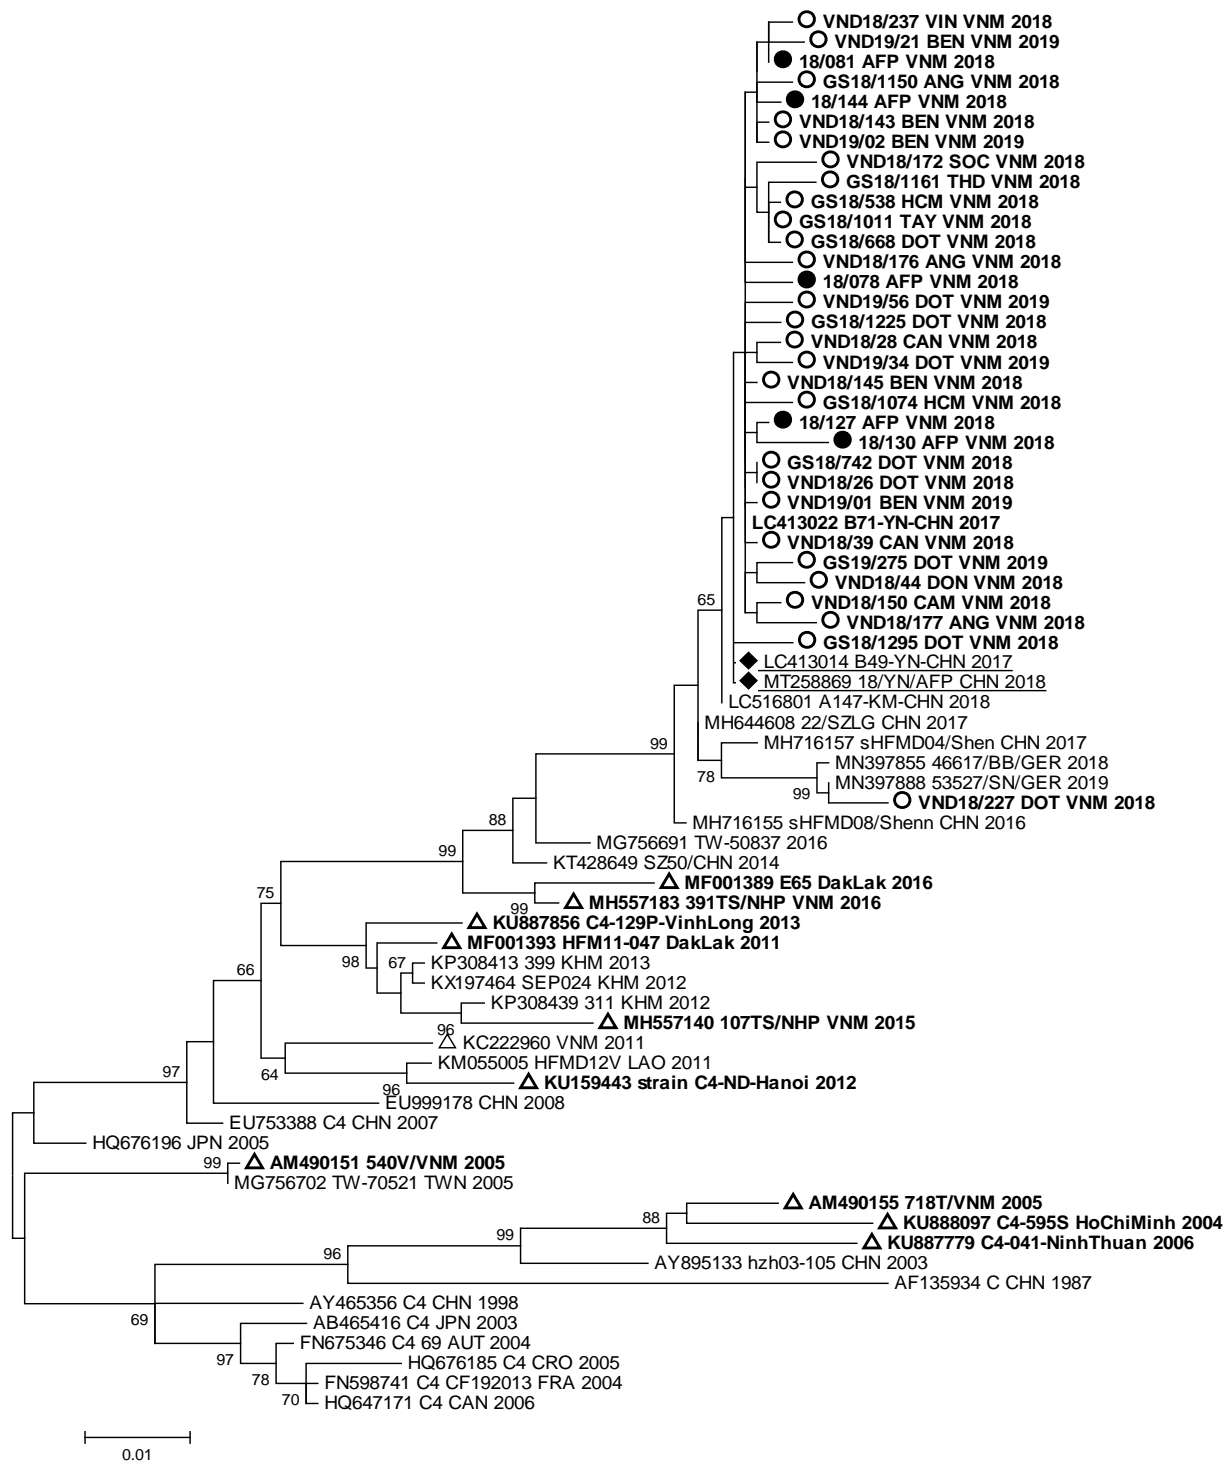 VND18/237 VIN VNM 2018
VND19/21 BEN VNM 2019
18/081 AFP VNM 2018
GS18/1150 ANG VNM 2018
18/144 AFP VNM 2018
VND18/143 BEN VNM 2018
VND19/02 BEN VNM 2019
VND18/172 SOC VNM 2018
GS18/1161 THD VNM 2018
GS18/538 HCM VNM 2018
GS18/1011 TAY VNM 2018
GS18/668 DOT VNM 2018
VND18/176 ANG VNM 2018
18/078 AFP VNM 2018
VND19/56 DOT VNM 2019
GS18/1225 DOT VNM 2018
VND18/28 CAN VNM 2018
VND19/34 DOT VNM 2019
VND18/145 BEN VNM 2018
GS18/1074 HCM VNM 2018
18/127 AFP VNM 2018
18/130 AFP VNM 2018
GS18/742 DOT VNM 2018
VND18/26 DOT VNM 2018
VND19/01 BEN VNM 2019
LC413022 B71-YN-CHN 2017
VND18/39 CAN VNM 2018
GS19/275 DOT VNM 2019
VND18/44 DON VNM 2018
65
VND18/150 CAM VNM 2018
VND18/177 ANG VNM 2018
GS18/1295 DOT VNM 2018
LC413014 B49-YN-CHN 2017
MT258869 18/YN/AFP CHN 2018
LC516801 A147-KM-CHN 2018
MH644608 22/SZLG CHN 2017
99
MH716157 sHFMD04/Shen CHN 2017
MN397855 46617/BB/GER 2018
78
MN397888 53527/SN/GER 2019
99
VND18/227 DOT VNM 2018
MH716155 sHFMD08/Shenn CHN 2016
88
MG756691 TW-50837 2016
99
KT428649 SZ50/CHN 2014
MF001389 E65 DakLak 2016
75
MH557183 391TS/NHP VNM 2016
99
KU887856 C4-129P-VinhLong 2013
MF001393 HFM11-047 DakLak 2011
98
67
KP308413 399 KHM 2013
66
KX197464 SEP024 KHM 2012
KP308439 311 KHM 2012
MH557140 107TS/NHP VNM 2015
96
KC222960 VNM 2011
KM055005 HFMD12V LAO 2011
97
64
KU159443 strain C4-ND-Hanoi 2012
96
EU999178 CHN 2008
EU753388 C4 CHN 2007
HQ676196 JPN 2005
99
AM490151 540V/VNM 2005
MG756702 TW-70521 TWN 2005
AM490155 718T/VNM 2005
88
KU888097 C4-595S HoChiMinh 2004
99
KU887779 C4-041-NinhThuan 2006
96
AY895133 hzh03-105 CHN 2003
AF135934 C CHN 1987
AY465356 C4 CHN 1998
69
AB465416 C4 JPN 2003
FN675346 C4 69 AUT 2004
97
HQ676185 C4 CRO 2005
78
FN598741 C4 CF192013 FRA 2004
70
HQ647171 C4 CAN 2006
0.01